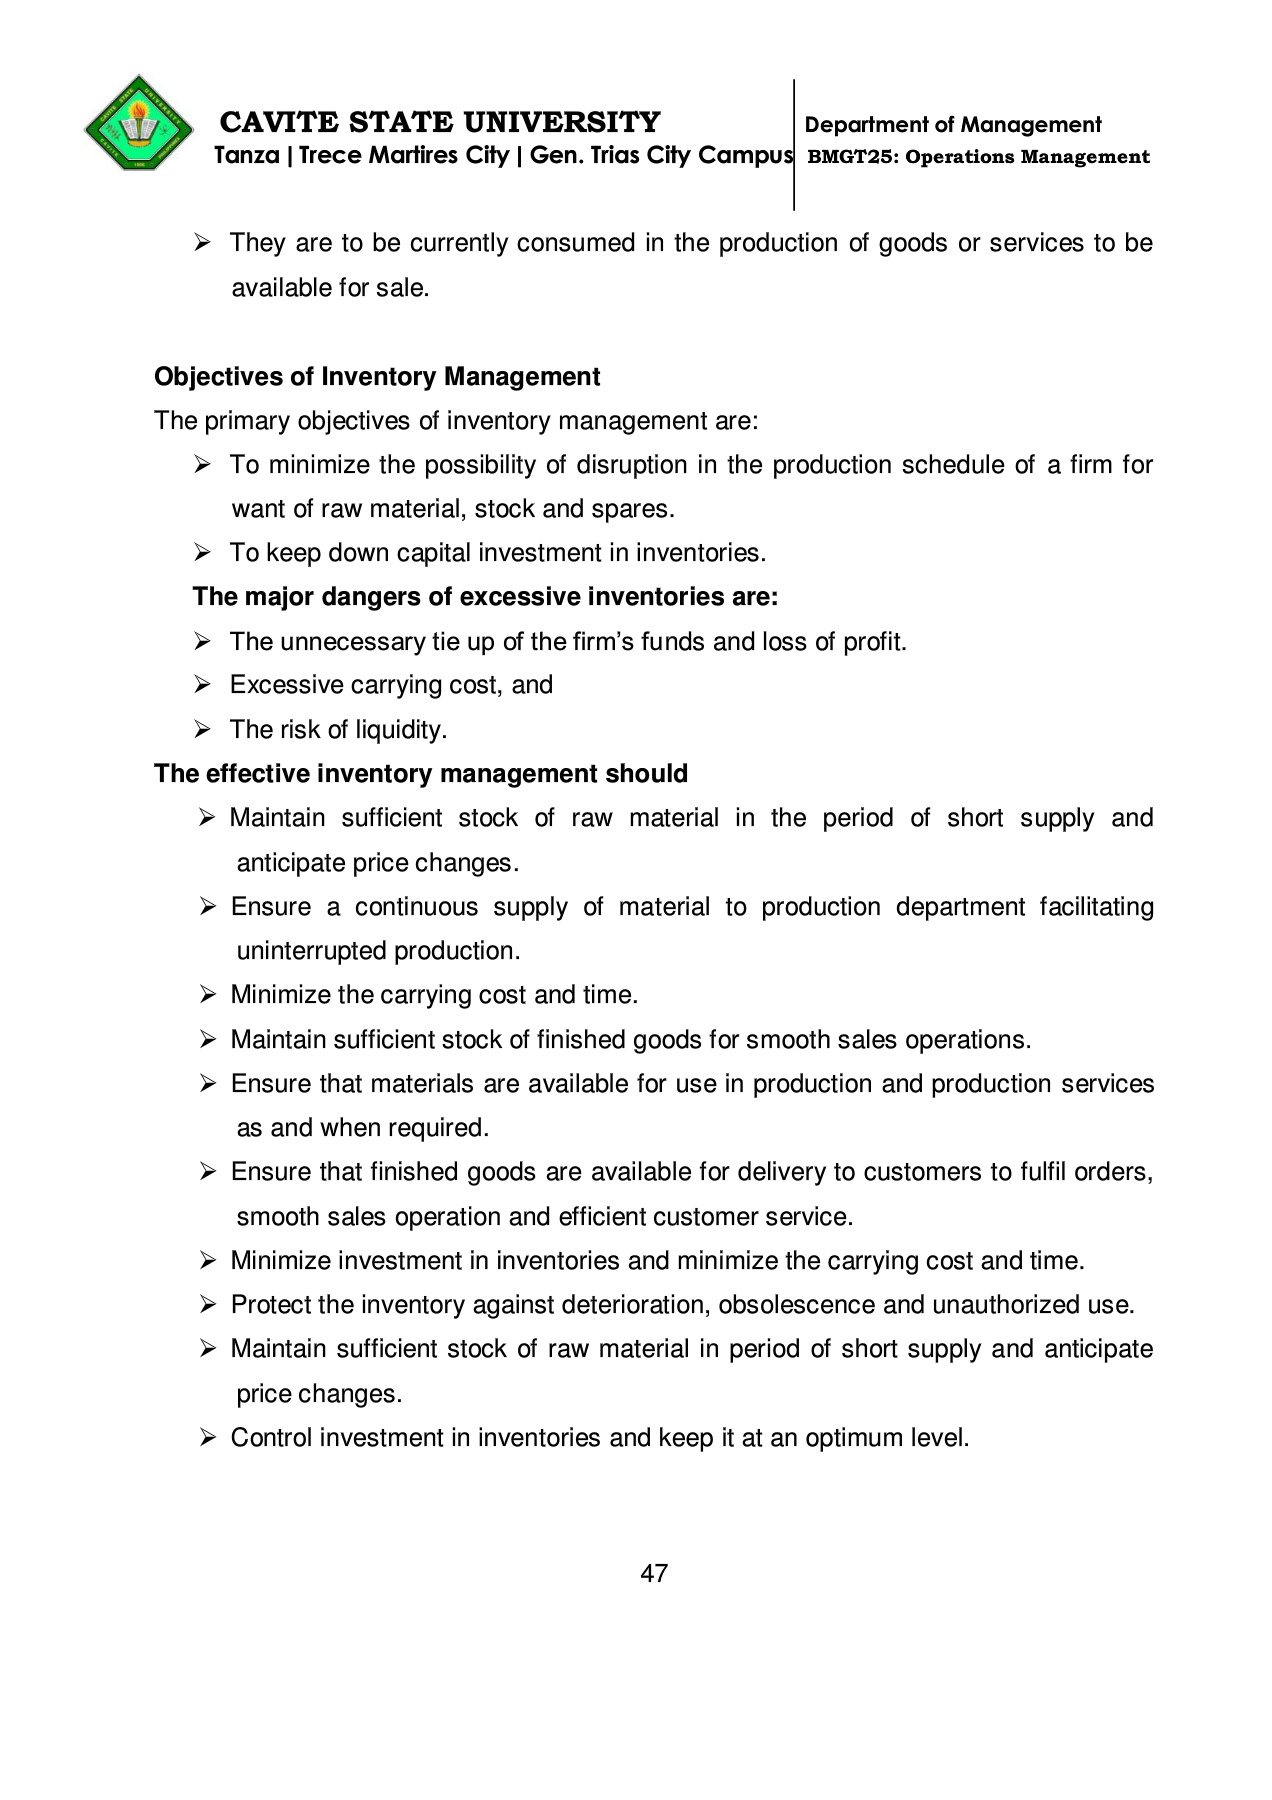 CAVITE STATE UNIVERSITY
Tanza | Trece Martires City | Gen. Trias City Campus
Department of Management
BMGT25: Operations Management
➢ They are to be currently consumed in the production of goods or services to be
available for sale.
Objectives of Inventory Management
The primary objectives of inventory management are:
➢ To minimize the possibility of disruption in the production schedule of a firm for
want of raw material, stock and spares.
➢ To keep down capital investment in inventories.
The major dangers of excessive inventories are:
➢ The unnecessary tie up of the firm’s funds and loss of profit.
➢ Excessive carrying cost, and
➢ The risk of liquidity.
The effective inventory management should
➢ Maintain sufficient stock of raw material in the period of short supply and
anticipate price changes.
➢ Ensure a continuous supply of material to production department facilitating
uninterrupted production.
➢ Minimize the carrying cost and time.
➢ Maintain sufficient stock of finished goods for smooth sales operations.
➢ Ensure that materials are available for use in production and production services
as and when required.
➢ Ensure that finished goods are available for delivery to customers to fulfil orders,
smooth sales operation and efficient customer service.
➢ Minimize investment in inventories and minimize the carrying cost and time.
➢ Protect the inventory against deterioration, obsolescence and unauthorized use.
➢ Maintain sufficient stock of raw material in period of short supply and anticipate
price changes.
➢ Control investment in inventories and keep it at an optimum level.
47